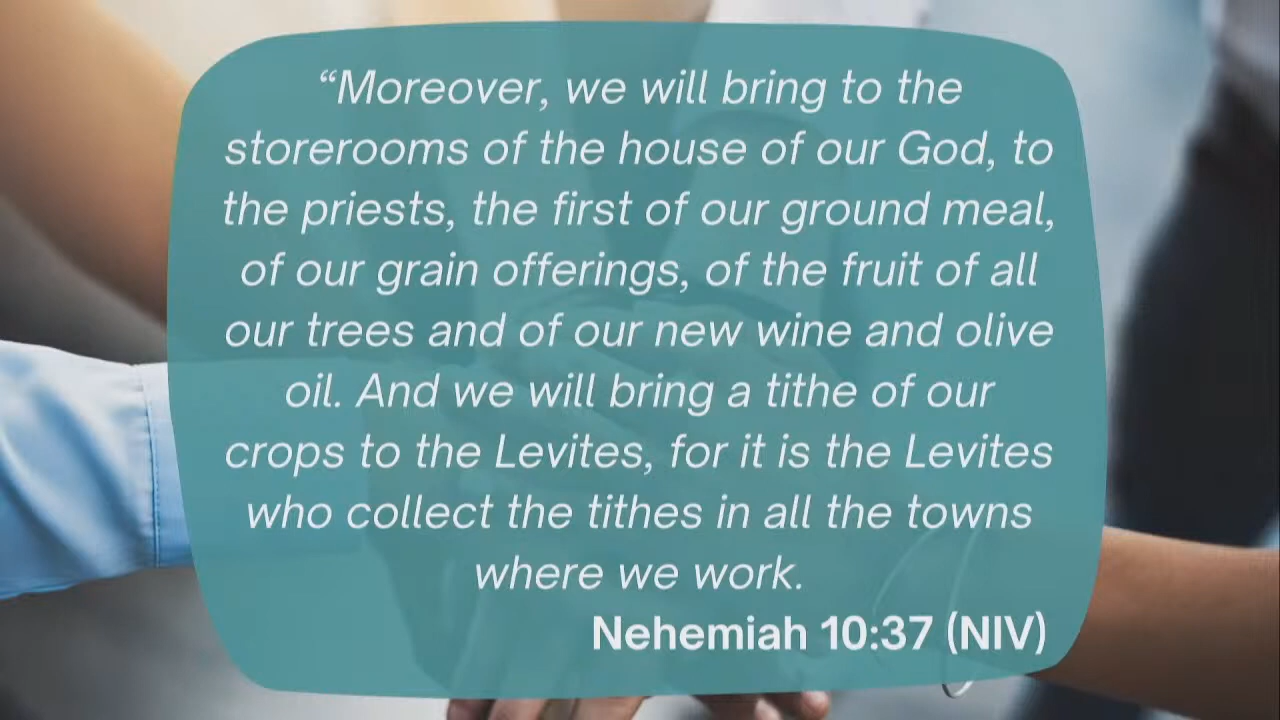 “Moreover, we will bring to the
storerooms of the house of our God, to
the priests, the first of our ground meal,
of our grain offerings, of the fruit of all
our trees and of our new wine and olive
oil. And we will bring a tithe of our
crops to the Levites, for it is the Levites
who collect the tithes in all the towns
where we work.
Nehemiah 10:37 (NIV)